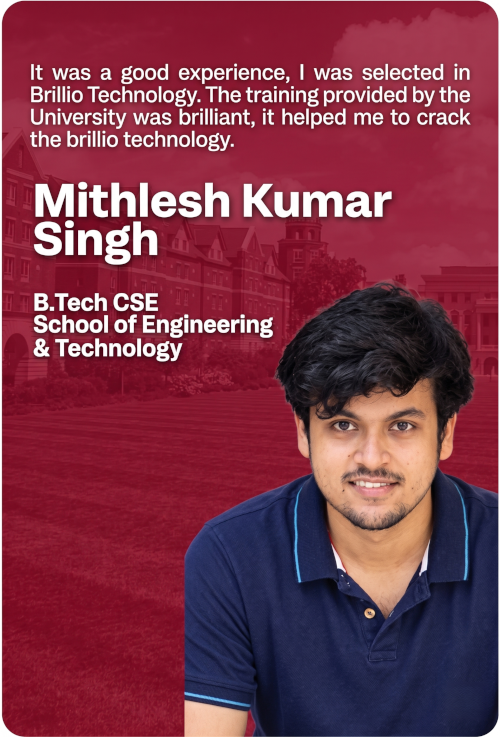 It was a good experience, I was selected in
Brillio Technology. The training provided by the
University was brilliant, it helped me to crack
the brillio technology.
Mithlesh Kumar
Singh
B.Tech CSE
School of Engineering
& Technology